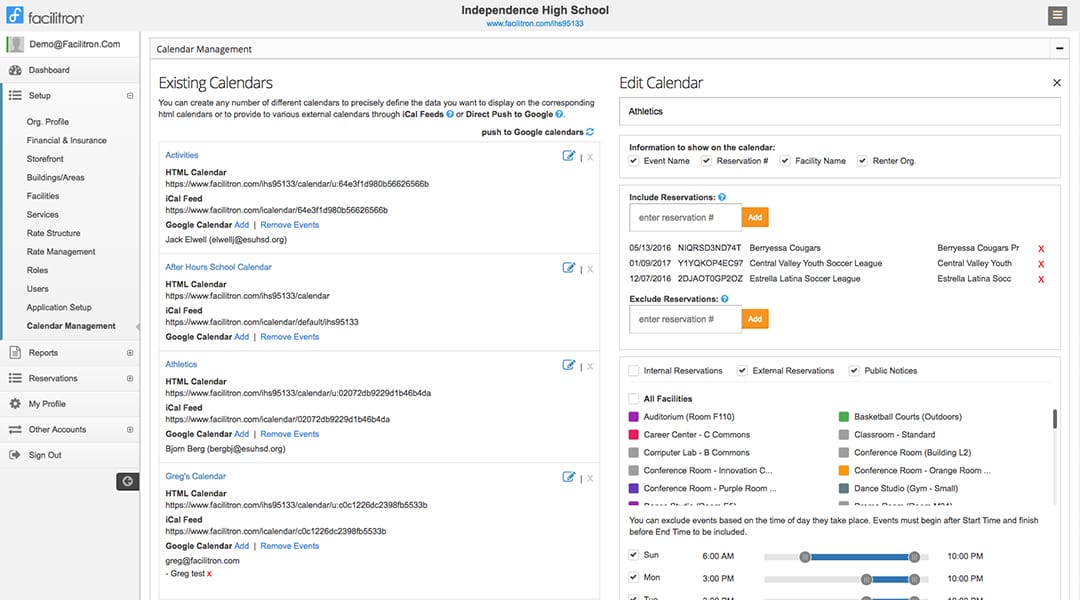 facilitron
Independence High School
www.facilitron.com/ihs95133
Demo@Facilitron.Com
Dashboard
Setup
Org. Profile
Financial & Insurance
Storefront
Buildings/Areas
Facilities
Services
Rate Structure
Rate Management
Roles
Users
Application Setup
Calendar Management
Reports
Reservations
My Profile
Other Accounts
Sign Out
Calendar Management
Existing Calendars
You can create any number of different calendars to precisely define the data you want to display on the corresponding
html calendars or to provide to various external calendars through iCal Feeds ? or Direct Push to Google ?.
push to Google calendars
Activities
| X
HTML Calendar
https://www.facilitron.com/ihs95133/calendar/u:64e3f1d980b56626566b
iCal Feed
https://www.facilitron.com/icalendar/64e3f1d980b56626566b
Google Calendar Add | Remove Events
Jack Elwell (elwellj@esuhsd.org)
After Hours School Calendar
| X
HTML Calendar
https://www.facilitron.com/ihs95133/calendar
iCal Feed
https://www.facilitron.com/icalendar/default/ihs95133
Google Calendar Add | Remove Events
Athletics
| X
HTML Calendar
https://www.facilitron.com/ihs95133/calendar/u:02072db9229d1b46b4da
iCal Feed
https://www.facilitron.com/icalendar/02072db9229d1b46b4da
Google Calendar Add | Remove Events
Bjorn Berg (bergbj@esuhsd.org)
Greg's Calendar
| X
HTML Calendar
https://www.facilitron.com/ihs95133/calendar/u:c0c1226dc2398fb5533b
iCal Feed
https://www.facilitron.com/icalendar/c0c1226dc2398fb5533b
Google Calendar Add | Remove Events
greg@facilitron.com
- Greg test x
Edit Calendar
Athletics
Information to show on the calendar:
Event Name Reservation # Facility Name Renter Org.
Include Reservations: ?
enter reservation # Add
05/13/2016 NIQRSD3ND74T Berryessa Cougars Berryessa Cougars Pr X
01/09/2017 Y1YQKOP4EC97 Central Valley Youth Soccer League Central Valley Youth X
12/07/2016 2DJAOT0GP2OZ Estrella Latina Soccer League Estrella Latina Socc X
Exclude Reservations: ?
enter reservation # Add
Internal Reservations External Reservations Public Notices
All Facilities
Auditorium (Room F110) Basketball Courts (Outdoors)
Career Center - C Commons Classroom - Standard
Computer Lab - B Commons Conference Room (Building L2)
Conference Room - Innovation C... Conference Room - Orange Room ...
Conference Room - Purple Room ... Dance Studio (Gym - Small)
You can exclude events based on the time of day they take place. Events must begin after Start Time and finish
before End Time to be included.
Sun 6:00 AM 10:00 PM
Mon 3:00 PM 10:00 PM